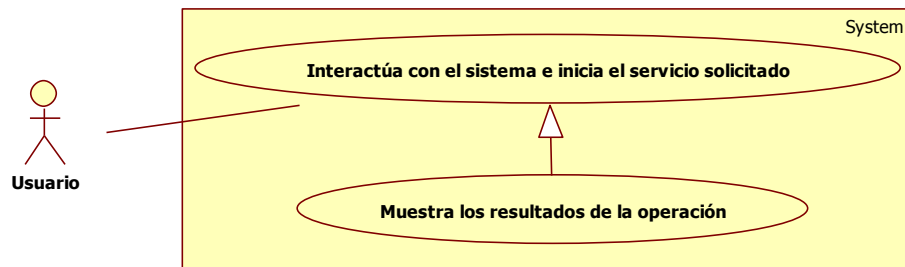 System
Interactúa con el sistema e inicia el servicio solicitado
Usuario
Muestra los resultados de la operación